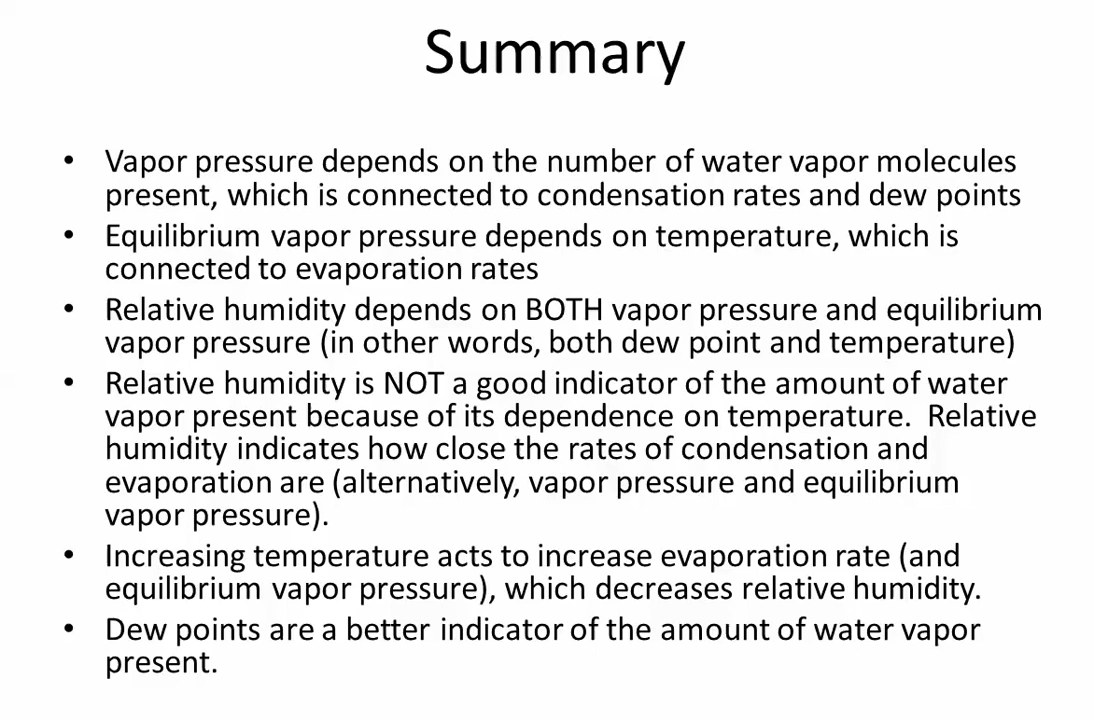 Summary
• Vapor pressure depends on the number of water vapor molecules
present, which is connected to condensation rates and dew points
• Equilibrium vapor pressure depends on temperature, which is
connected to evaporation rates
• Relative humidity depends on BOTH vapor pressure and equilibrium
vapor pressure (in other words, both dew point and temperature)
• Relative humidity is NOT a good indicator of the amount of water
vapor present because of its dependence on temperature.  Relative
humidity indicates how close the rates of condensation and
evaporation are (alternatively, vapor pressure and equilibrium
vapor pressure).
• Increasing temperature acts to increase evaporation rate (and
equilibrium vapor pressure), which decreases relative humidity.
• Dew points are a better indicator of the amount of water vapor
present.